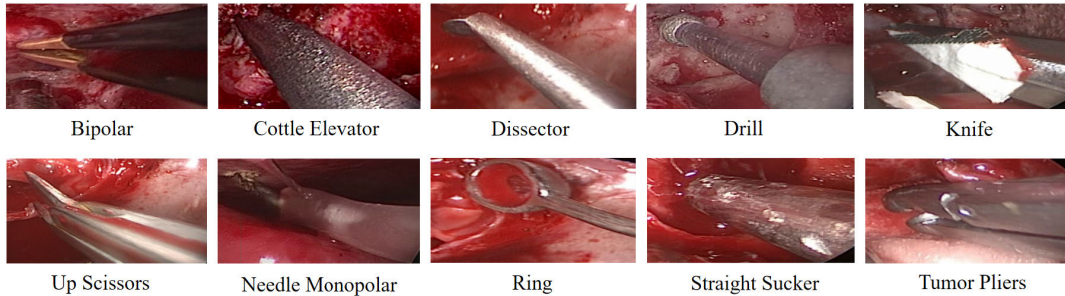 Bipolar
Cottle Elevator
Dissector
Drill
Knife
Up Scissors
Needle Monopolar
Ring
Straight Sucker
Tumor Pliers